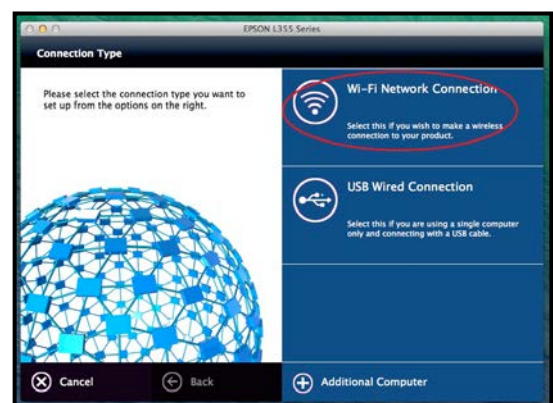 EPSON L355 Series
Connection Type
Please select the connection type you want to
set up from the options on the right.
Wi-Fi Network Connection
Select this if you wish to make a wireless
connection to your product.
USB Wired Connection
Select this if you are using a single computer
only and connecting with a USB cable.
Cancel
Back
Additional Computer